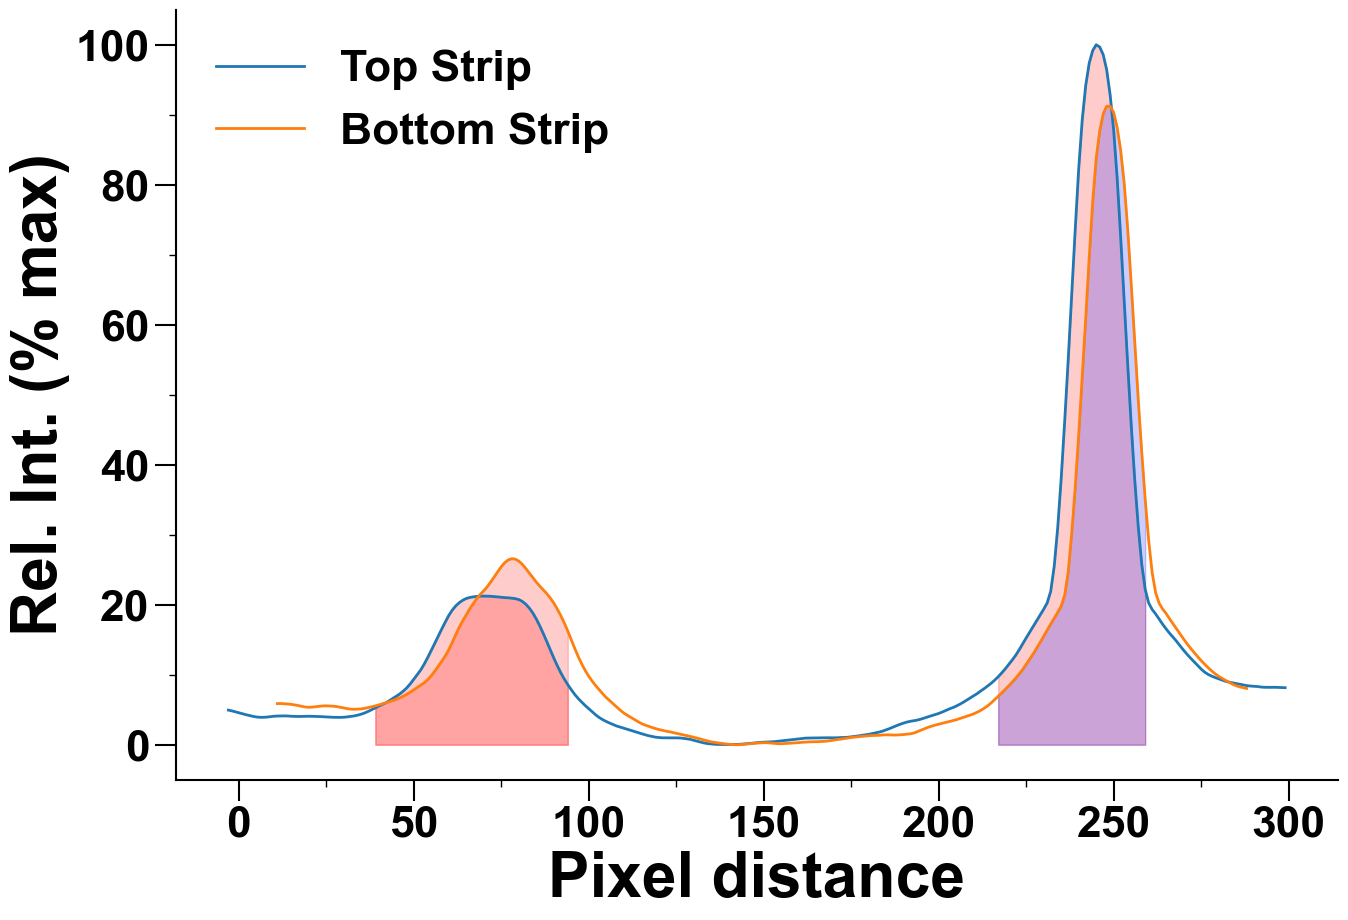 Rel. Int. (% max)
100
80
60
40
20
0
Top Strip
Bottom Strip
0 50 100 150 200 250 300
Pixel distance